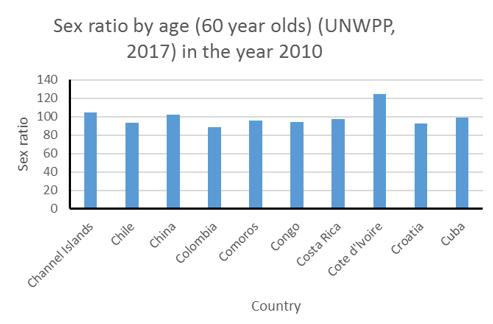 Sex ratio by age (60 year olds) (UNWPP,
2017) in the year 2010
140
120
100
80
60
40
20
0
Sex ratio
Channel Islands
Chile
China
Colombia
Comoros
Congo
Costa Rica
Cote d'Ivoire
Croatia
Cuba
Country